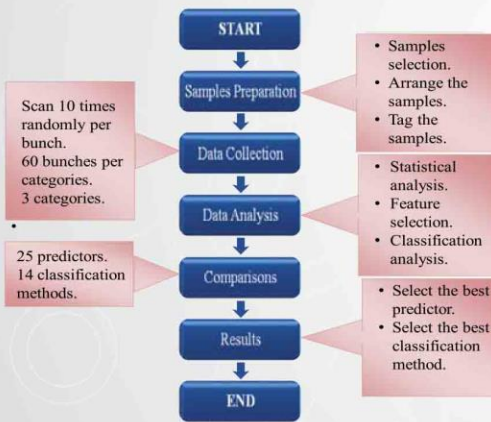 START
Samples Preparation
• Samples
selection.
• Arrange the
samples.
• Tag the
samples.
Scan 10 times
randomly per
bunch.
60 bunches per
categories.
3 categories.
•
Data Collection
Data Analysis
• Statistical
analysis.
• Feature
selection.
• Classification
analysis.
25 predictors.
14 classification
methods.
Comparisons
Results
• Select the best
predictor.
• Select the best
classification
method.
END